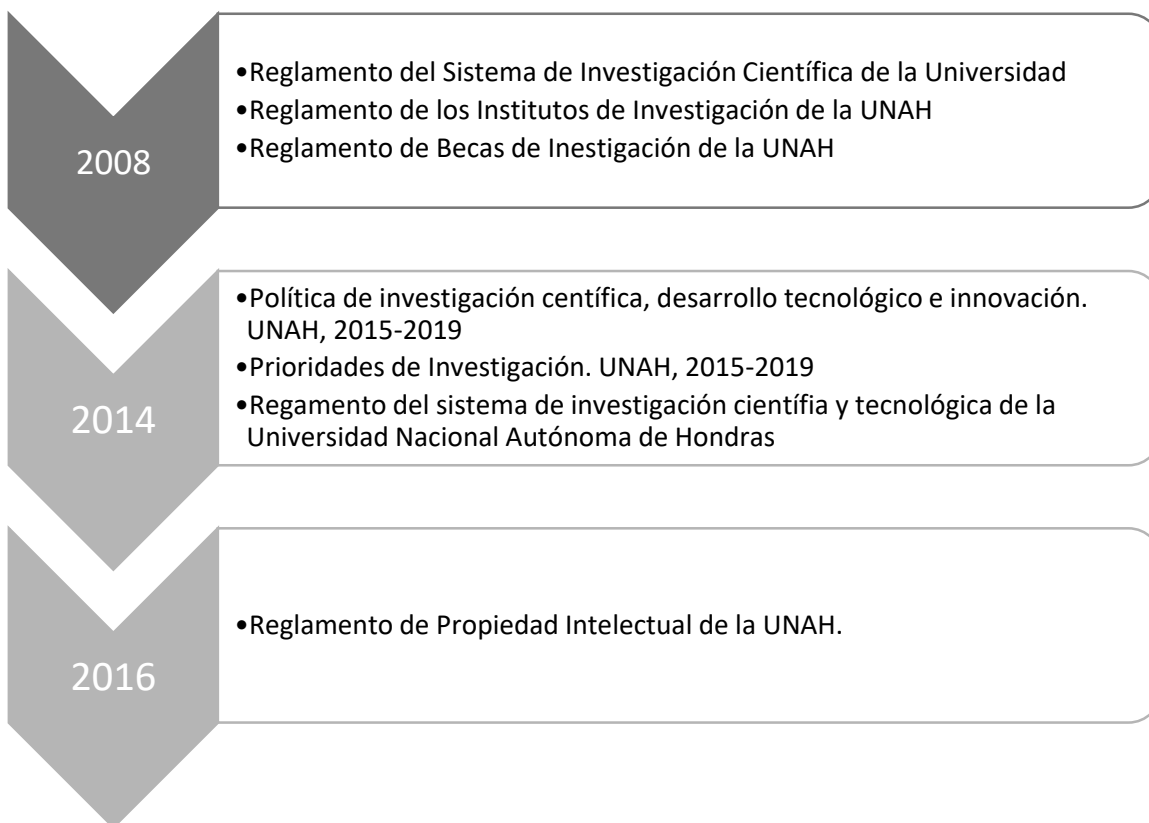 2008
•Reglamento del Sistema de Investigación Científica de la Universidad
•Reglamento de los Institutos de Investigación de la UNAH
•Reglamento de Becas de Inestigación de la UNAH
2014
•Política de investigación centífica, desarrollo tecnológico e innovación.
UNAH, 2015-2019
•Prioridades de Investigación. UNAH, 2015-2019
•Regamento del sistema de investigación científia y tecnológica de la
Universidad Nacional Autónoma de Hondras
2016
•Reglamento de Propiedad Intelectual de la UNAH.